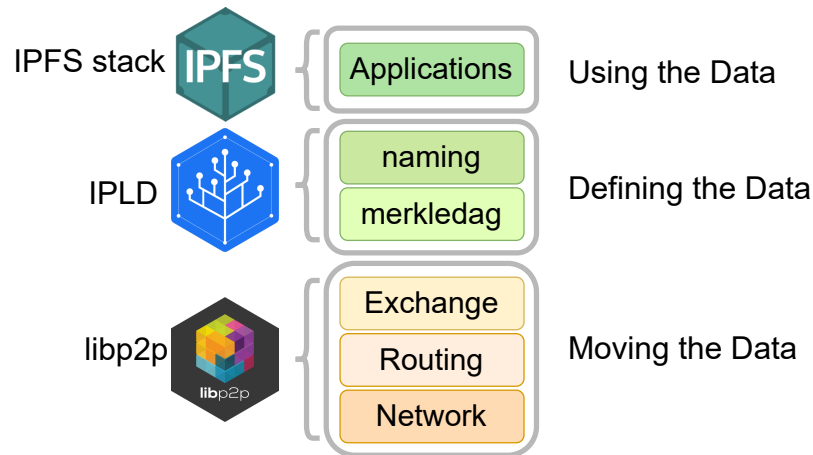 IPFS stack
IPFS
Applications
Using the Data
IPLD
naming
merkledag
Defining the Data
libp2p
libp2p
Exchange
Routing
Network
Moving the Data